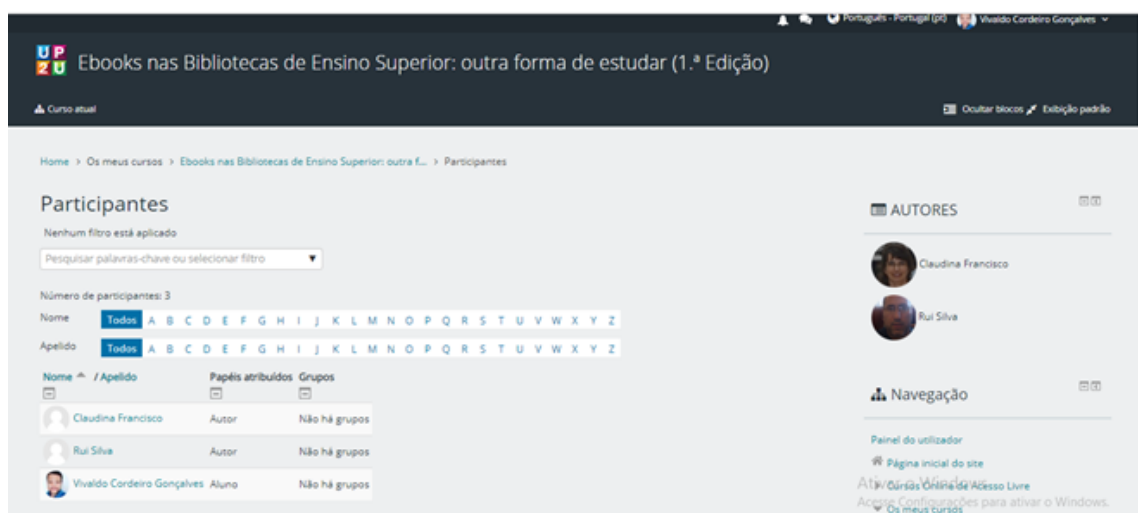 Português - Portugal (pt) Vivaldo Cordeiro Gonçalves
UP
2U
Ebooks nas Bibliotecas de Ensino Superior: outra forma de estudar (1.ª Edição)
Curso atual
Ocultar blocos Exibição padrão
Home > Os meus cursos > Ebooks nas Bibliotecas de Ensino Superior: outra f... > Participantes
Participantes
Nenhum filtro está aplicado
Pesquisar palavras-chave ou selecionar filtro ▼
Número de participantes: 3
Nome Todos A B C D E F G H I J K L M N O P Q R S T U V W X Y Z
Apelido Todos A B C D E F G H I J K L M N O P Q R S T U V W X Y Z
Nome / Apelido Papéis atribuídos Grupos
Claudina Francisco Autor Não há grupos
Rui Silva Autor Não há grupos
Vivaldo Cordeiro Gonçalves Aluno Não há grupos
AUTORES
Claudina Francisco
Rui Silva
Navegação
Painel do utilizador
Página inicial do site
Cursos Online de Acesso Livre
Os meus cursos
Ativar o Windows
Acesse Configurações para ativar o Windows.